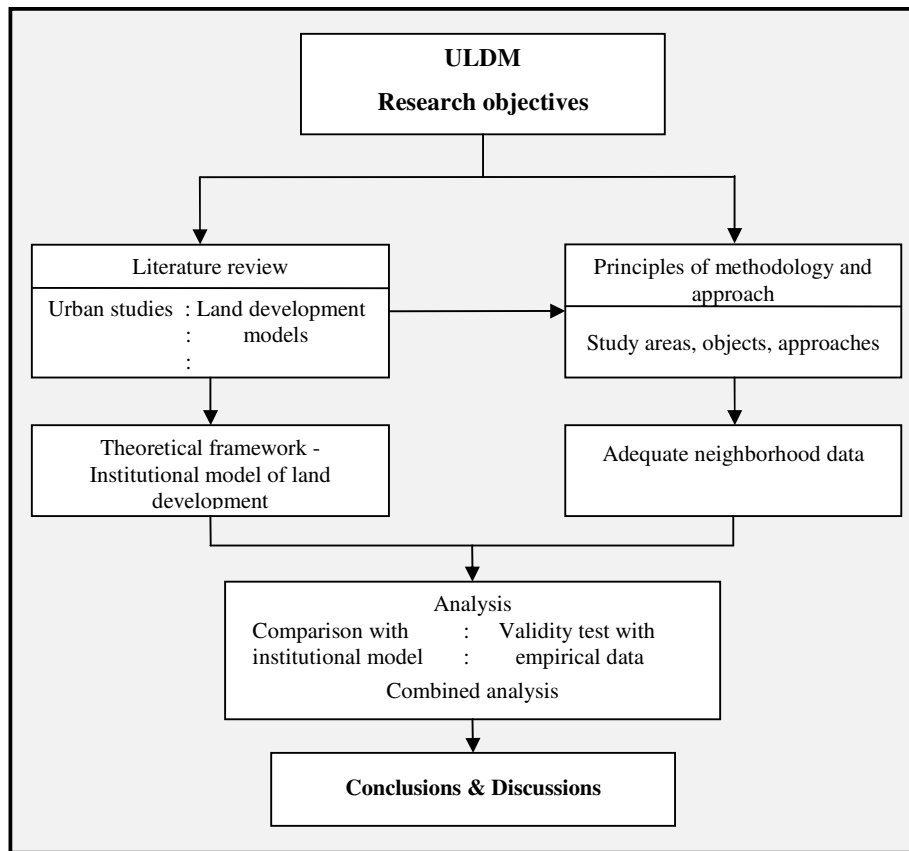 ULDM
Research objectives
Literature review
Urban studies : Land development
: models
:
Principles of methodology and
approach
Study areas, objects, approaches
Theoretical framework -
Institutional model of land
development
Adequate neighborhood data
Analysis
Comparison with : Validity test with
institutional model : empirical data
Combined analysis
Conclusions & Discussions